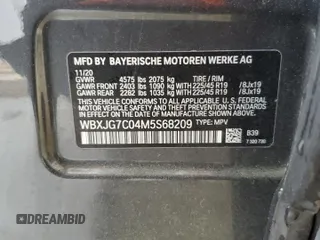 MFD BY BAYERISCHE MOTOREN WERKE AG
11/20
GVWR 4575 lbs 2075 kg TIRE / RIM
GAWR FRONT 2403 lbs 1090 kg WITH 225/45 R19 /8Jx19
GAWR REAR 2282 lbs 1035 kg WITH 225/45 R19 /8Jx19
THIS VEHICLE CONFORMS TO ALL APPLICABLE U.S. FEDERAL
MOTOR VEHICLE SAFETY, BUMPER, AND THEFT PREVENTION
STANDARDS IN EFFECT ON THE DATE OF MANUFACTURE
SHOWN ABOVE.
WBXJG7C04M5S68209 TYPE: MPV
B39
DREAMBID